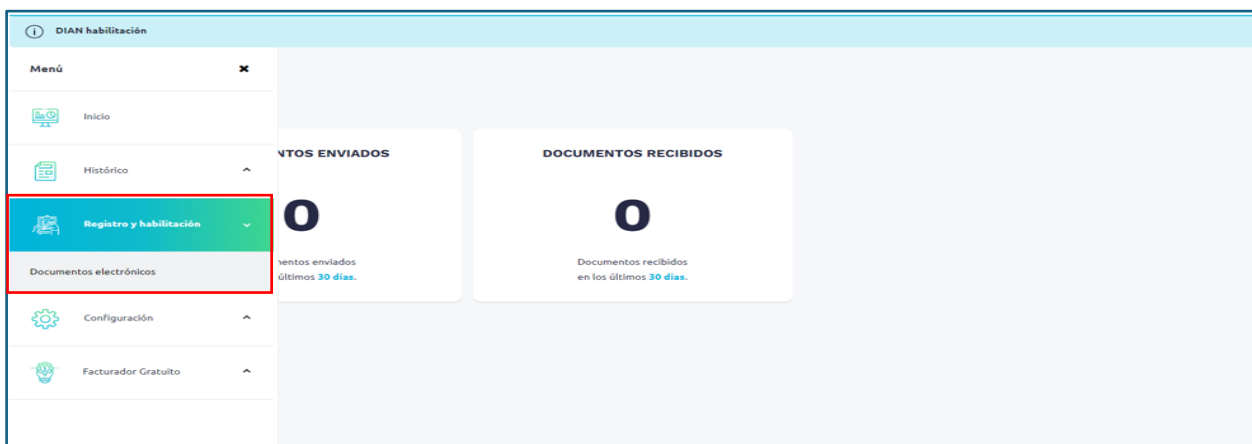 DIAN habilitación
Menú
Inicio
Histórico
Registro y habilitación
Documentos electrónicos
Configuración
Facturador Gratuito
NTOS ENVIADOS
0
entos enviados
últimos 30 días.
DOCUMENTOS RECIBIDOS
0
Documentos recibidos
en los últimos 30 días.